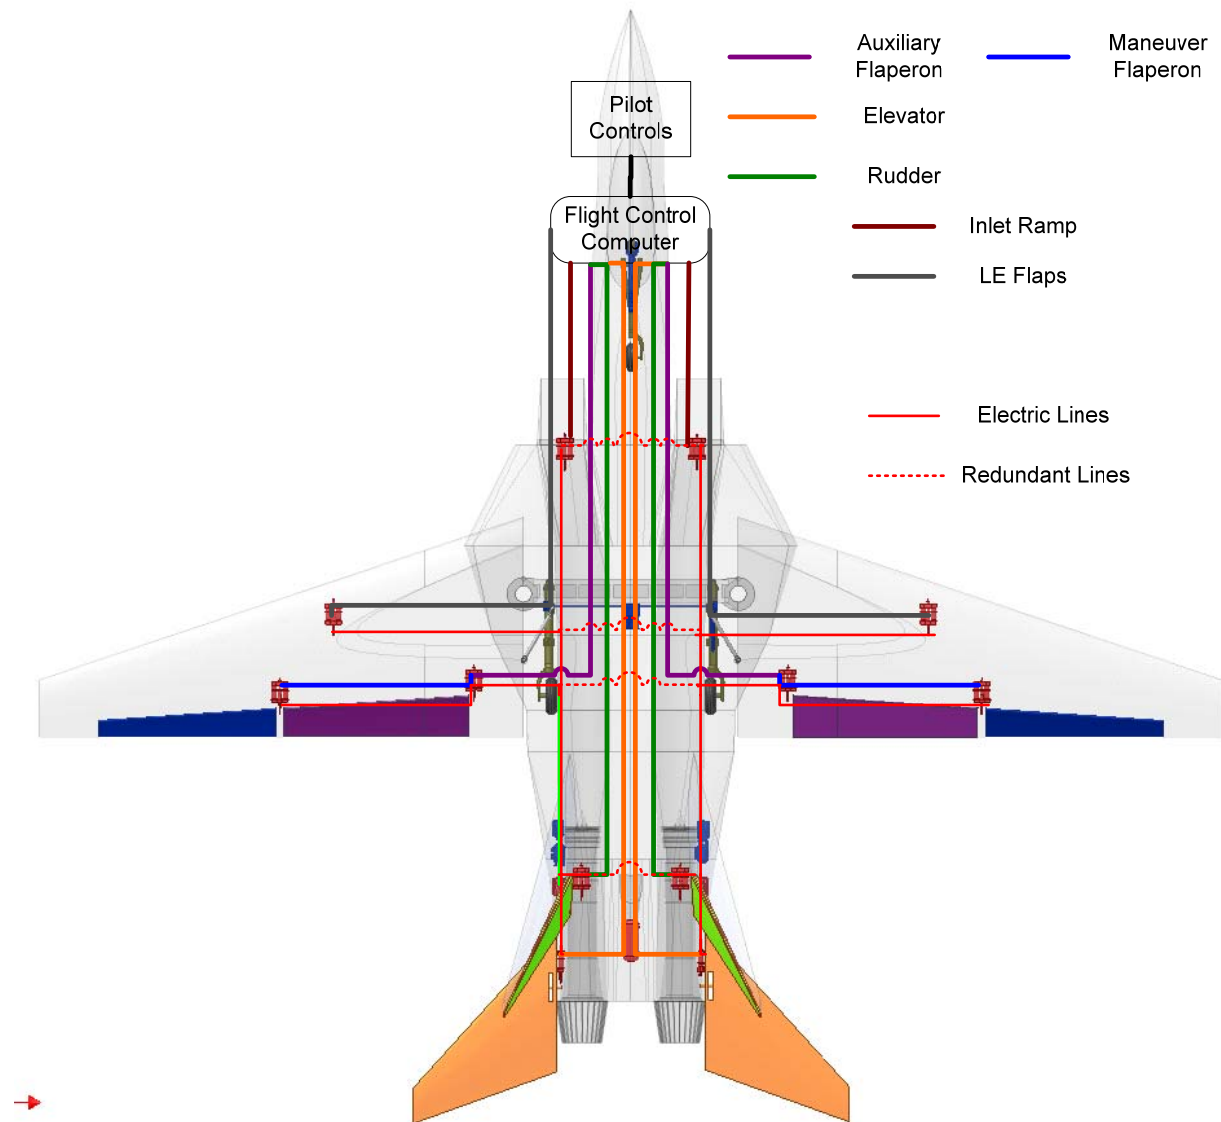 Auxiliary
Flaperon
Maneuver
Flaperon
Pilot
Controls
Elevator
Rudder
Flight Control
Computer
Inlet Ramp
LE Flaps
Electric Lines
Redundant Lines